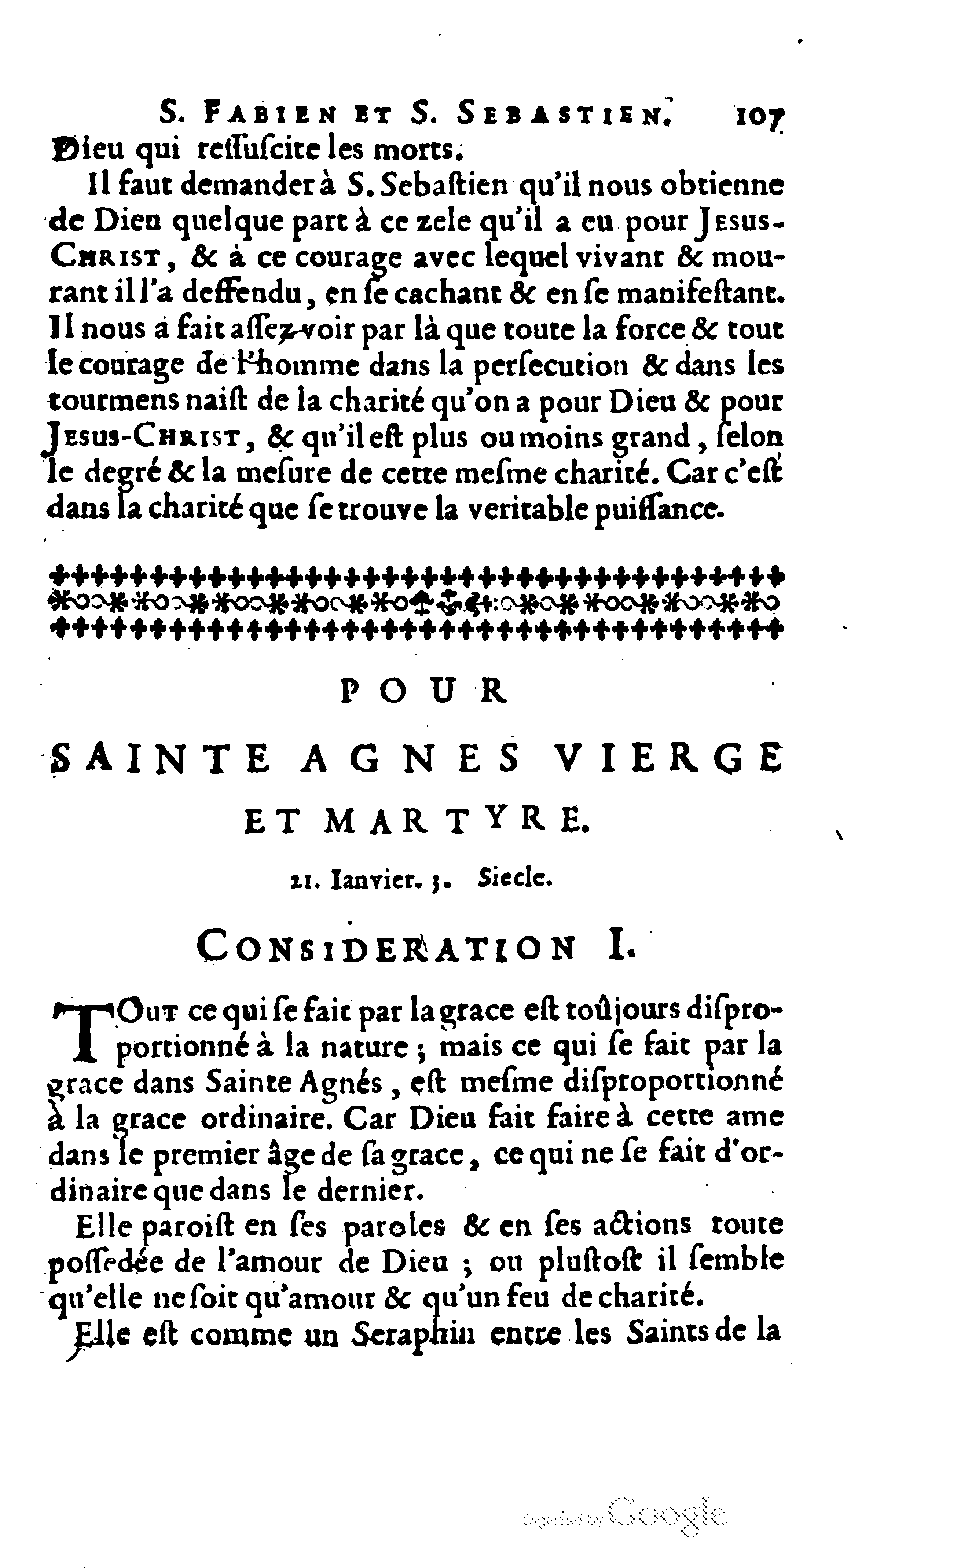 S. FABIEN ET S. SEBASTIEN. 107
Dieu qui ressuſcite les morts.
Il faut demander à S. Sebaſtien qu'il nous obtienne
de Dieu quelque part à ce zele qu'il a eu pour JESUS-
CHRIST, & à ce courage avec lequel vivant & mou-
rant il l'a deffendu, en ſe cachant & en ſe manifeſtant.
Il nous a fait aſſez voir par là que toute la force & tout
le courage de l'homme dans la perſecution & dans les
tourmens naiſt de la charité qu'on a pour Dieu & pour
JESUS-CHRIST, & qu'il eſt plus ou moins grand, ſelon
le degré & la meſure de cette meſme charité. Car c'eſt
dans la charité que ſe trouve la veritable puiſſance.
POUR
SAINTE AGNES VIERGE
ET MARTYRE.
21. Ianvier. 3. Siecle.
CONSIDERATION I.
TOUT ce qui ſe fait par la grace eſt toûjours diſpro-
portionné à la nature ; mais ce qui ſe fait par la
grace dans Sainte Agnés, eſt meſme diſproportionné
à la grace ordinaire. Car Dieu fait faire à cette ame
dans le premier âge de ſa grace, ce qui ne ſe fait d'or-
dinaire que dans le dernier.
Elle paroiſt en ſes paroles & en ſes actions toute
poſſedée de l'amour de Dieu ; ou pluſtoſt il ſemble
qu'elle ne ſoit qu'amour & qu'un feu de charité.
Elle eſt comme un Seraphin entre les Saints de la
Digitized by Google